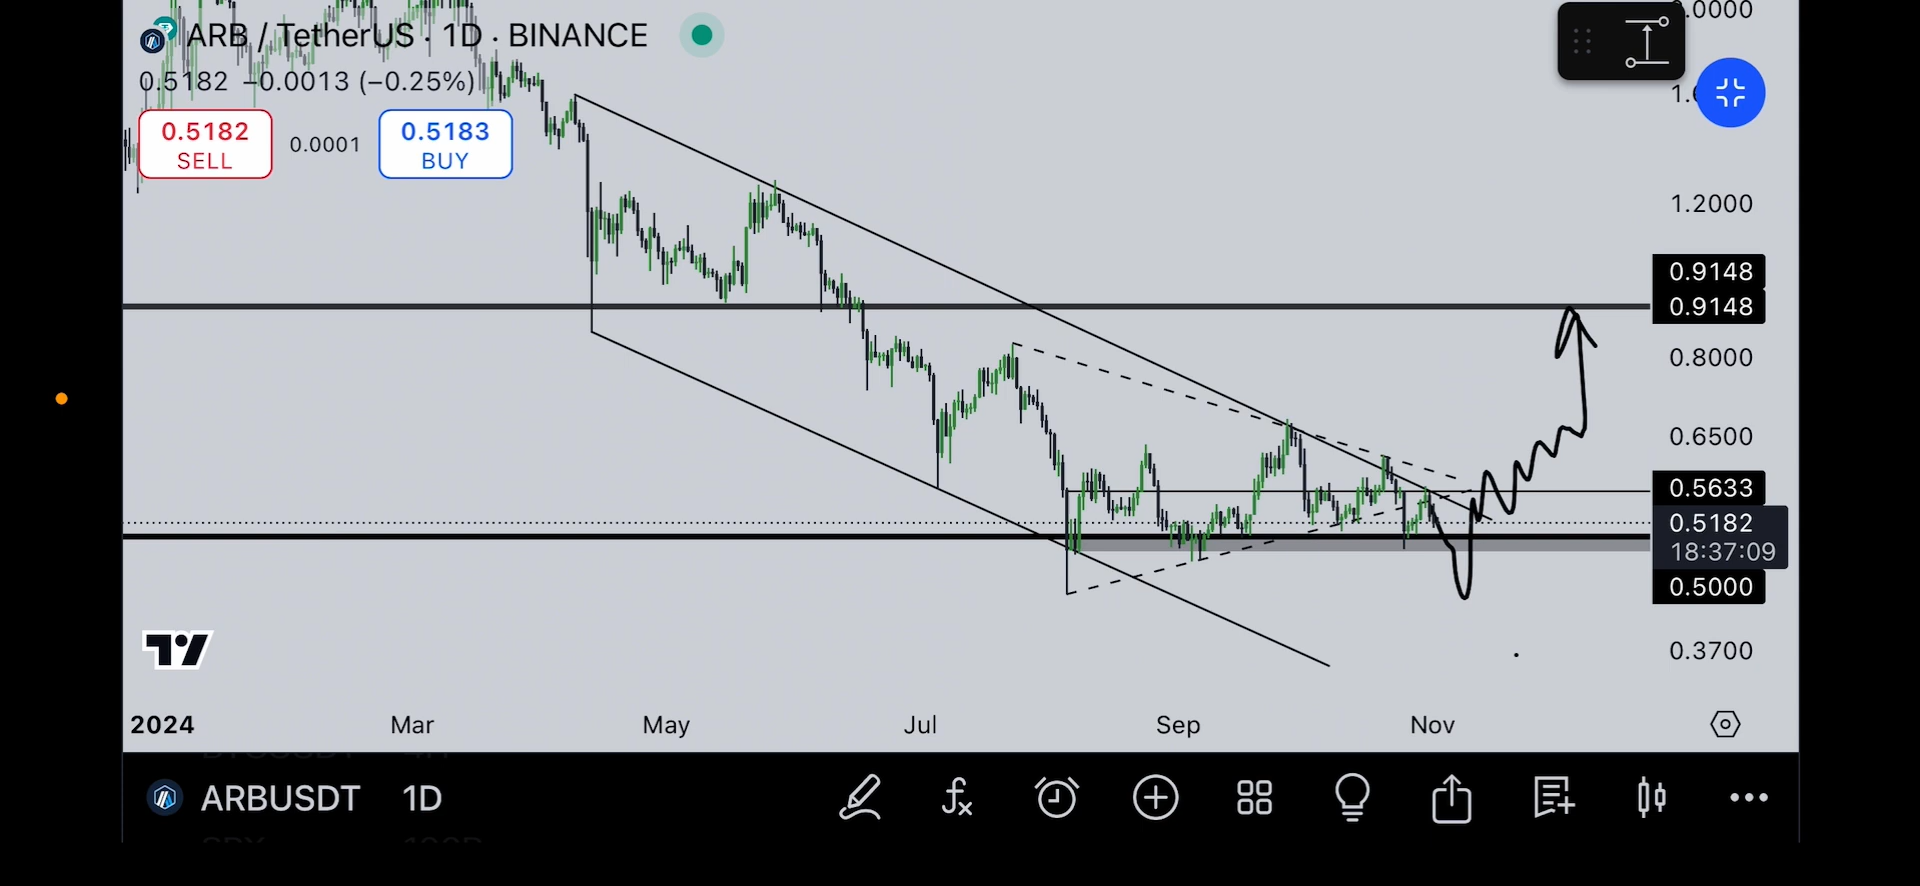 ARB / TetherUS · 1D · BINANCE
0.5182 −0.0013 (−0.25%)
0.5182
SELL
0.0001
0.5183
BUY
1.2000
0.9148
0.9148
0.8000
0.6500
0.5633
0.5182
18:37:09
0.5000
0.3700
2024 Mar May Jul Sep Nov
ARBUSDT 1D